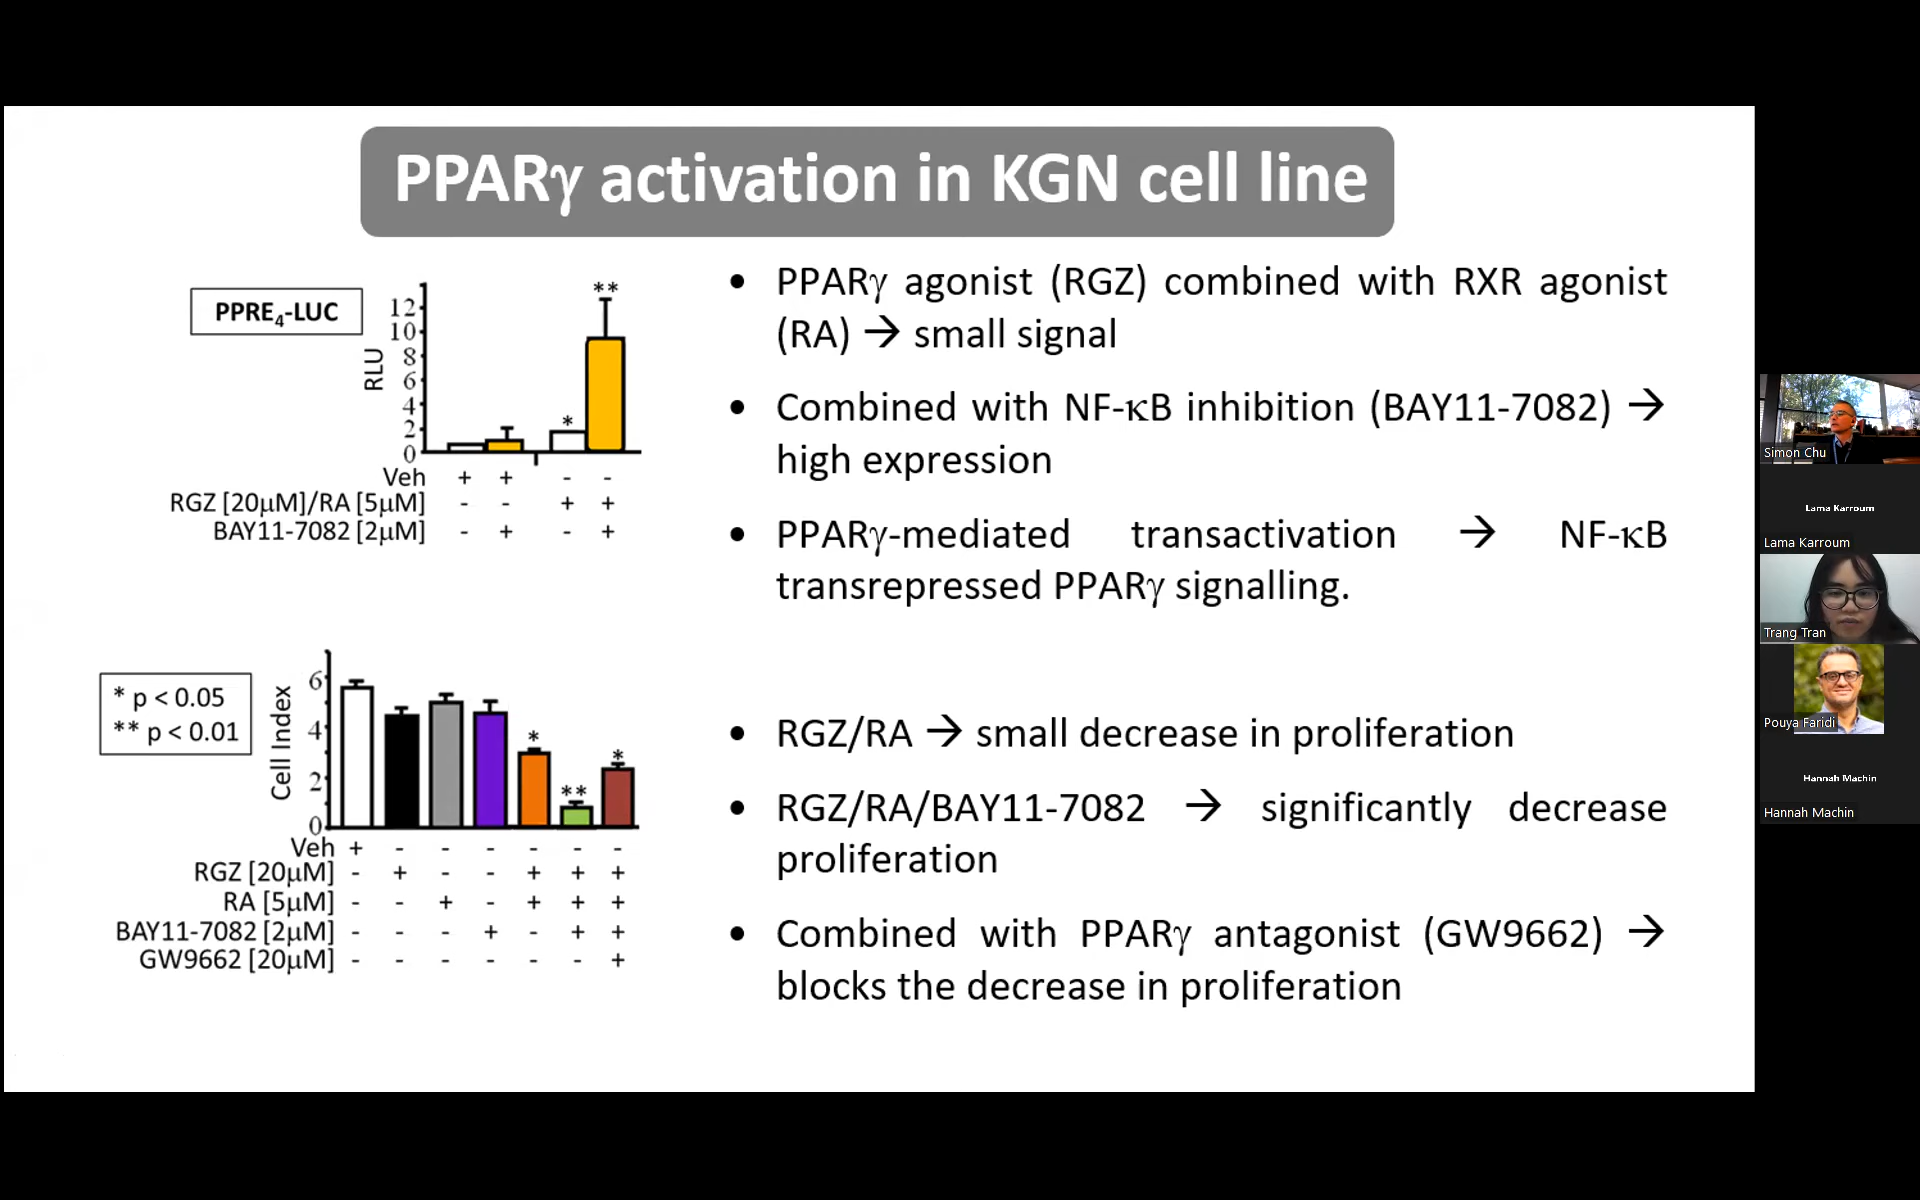 PPARγ activation in KGN cell line
PPRE4-LUC
RLU
12
10
8
6
4
2
0
*
**
Veh + + - -
RGZ [20μM]/RA [5μM] - - + +
BAY11-7082 [2μM] - + - +
• PPARγ agonist (RGZ) combined with RXR agonist
(RA) → small signal
• Combined with NF-κB inhibition (BAY11-7082) →
high expression
• PPARγ-mediated transactivation → NF-κB
transrepressed PPARγ signalling.
* p < 0.05
** p < 0.01
Cell Index
6
4
2
0
*
**
*
Veh + - - - - - -
RGZ [20μM] - + - - + + +
RA [5μM] - - + - + + +
BAY11-7082 [2μM] - - - + - + +
GW9662 [20μM] - - - - - - +
• RGZ/RA → small decrease in proliferation
• RGZ/RA/BAY11-7082 → significantly decrease
proliferation
• Combined with PPARγ antagonist (GW9662) →
blocks the decrease in proliferation
Simon Chu
Lama Karroum
Lama Karroum
Trang Tran
Pouya Faridi
Hannah Machin
Hannah Machin